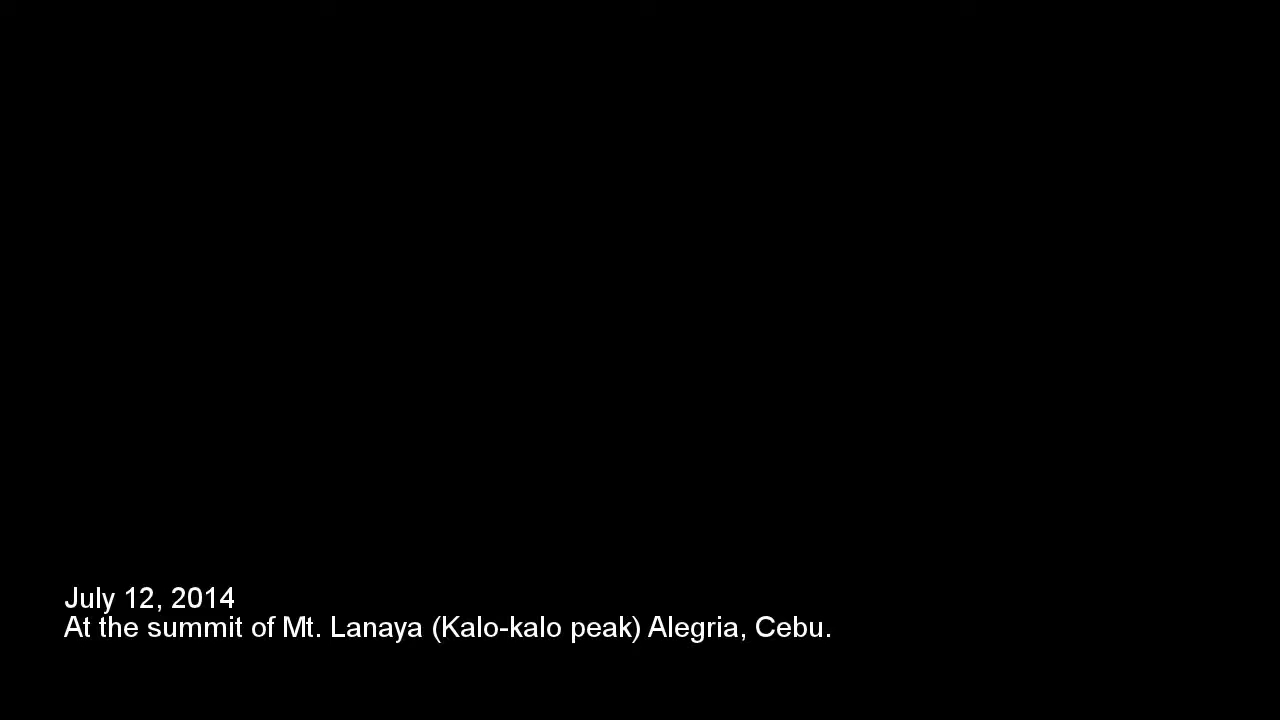 July 12, 2014
At the summit of Mt. Lanaya (Kalo-kalo peak) Alegria, Cebu.